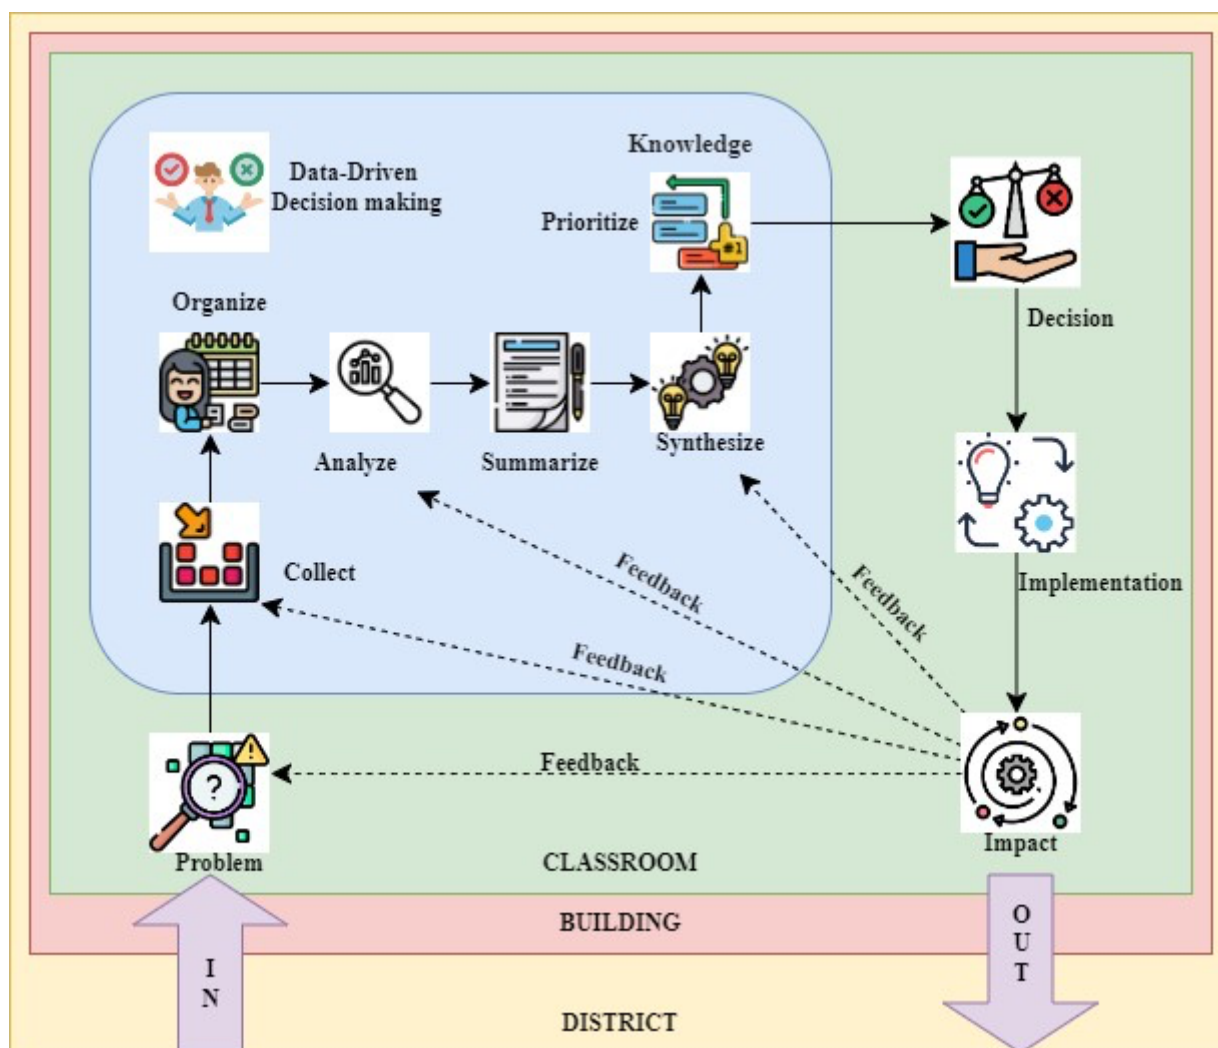 Knowledge
Data-Driven
Decision making
Prioritize
#1
Organize
Decision
Analyze
Summarize
Synthesize
Collect
Feedback
Feedback
Implementation
Feedback
?
Feedback
Problem
Impact
CLASSROOM
BUILDING
O
U
T
I
N
DISTRICT